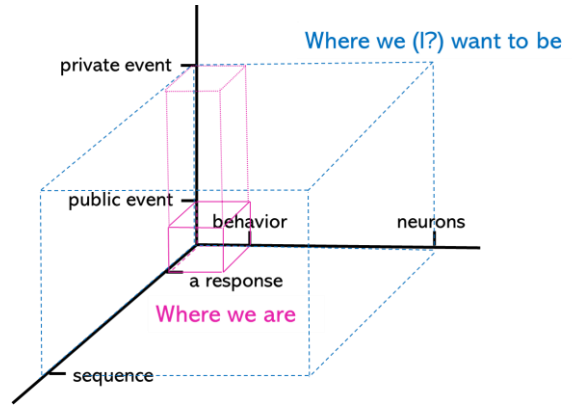 Where we (I?) want to be
private event
public event
behavior
neurons
a response
Where we are
sequence